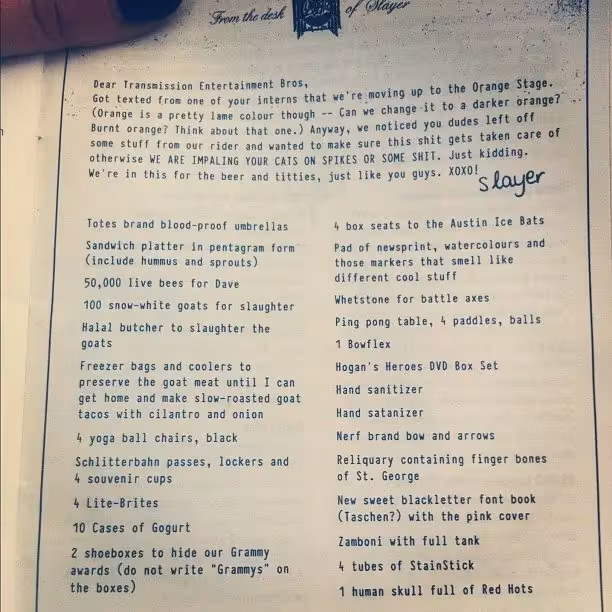 From the desk of Slayer
Dear Transmission Entertainment Bros,
Got texted from one of your interns that we're moving up to the Orange Stage.
(Orange is a pretty lame colour though -- Can we change it to a darker orange?
Burnt orange? Think about that one.) Anyway, we noticed you dudes left off
some stuff from our rider and wanted to make sure this shit gets taken care of
otherwise WE ARE IMPALING YOUR CATS ON SPIKES OR SOME SHIT. Just kidding.
We're in this for the beer and titties, just like you guys. XOXO!
Slayer
Totes brand blood-proof umbrellas
Sandwich platter in pentagram form
(include hummus and sprouts)
50,000 live bees for Dave
100 snow-white goats for slaughter
Halal butcher to slaughter the
goats
Freezer bags and coolers to
preserve the goat meat until I can
get home and make slow-roasted goat
tacos with cilantro and onion
4 yoga ball chairs, black
Schlitterbahn passes, lockers and
4 souvenir cups
4 Lite-Brites
10 Cases of Gogurt
2 shoeboxes to hide our Grammy
awards (do not write "Grammys" on
the boxes)
4 box seats to the Austin Ice Bats
Pad of newsprint, watercolours and
those markers that smell like
different cool stuff
Whetstone for battle axes
Ping pong table, 4 paddles, balls
1 Bowflex
Hogan's Heroes DVD Box Set
Hand sanitizer
Hand satanizer
Nerf brand bow and arrows
Reliquary containing finger bones
of St. George
New sweet blackletter font book
(Taschen?) with the pink cover
Zamboni with full tank
4 tubes of StainStick
1 human skull full of Red Hots